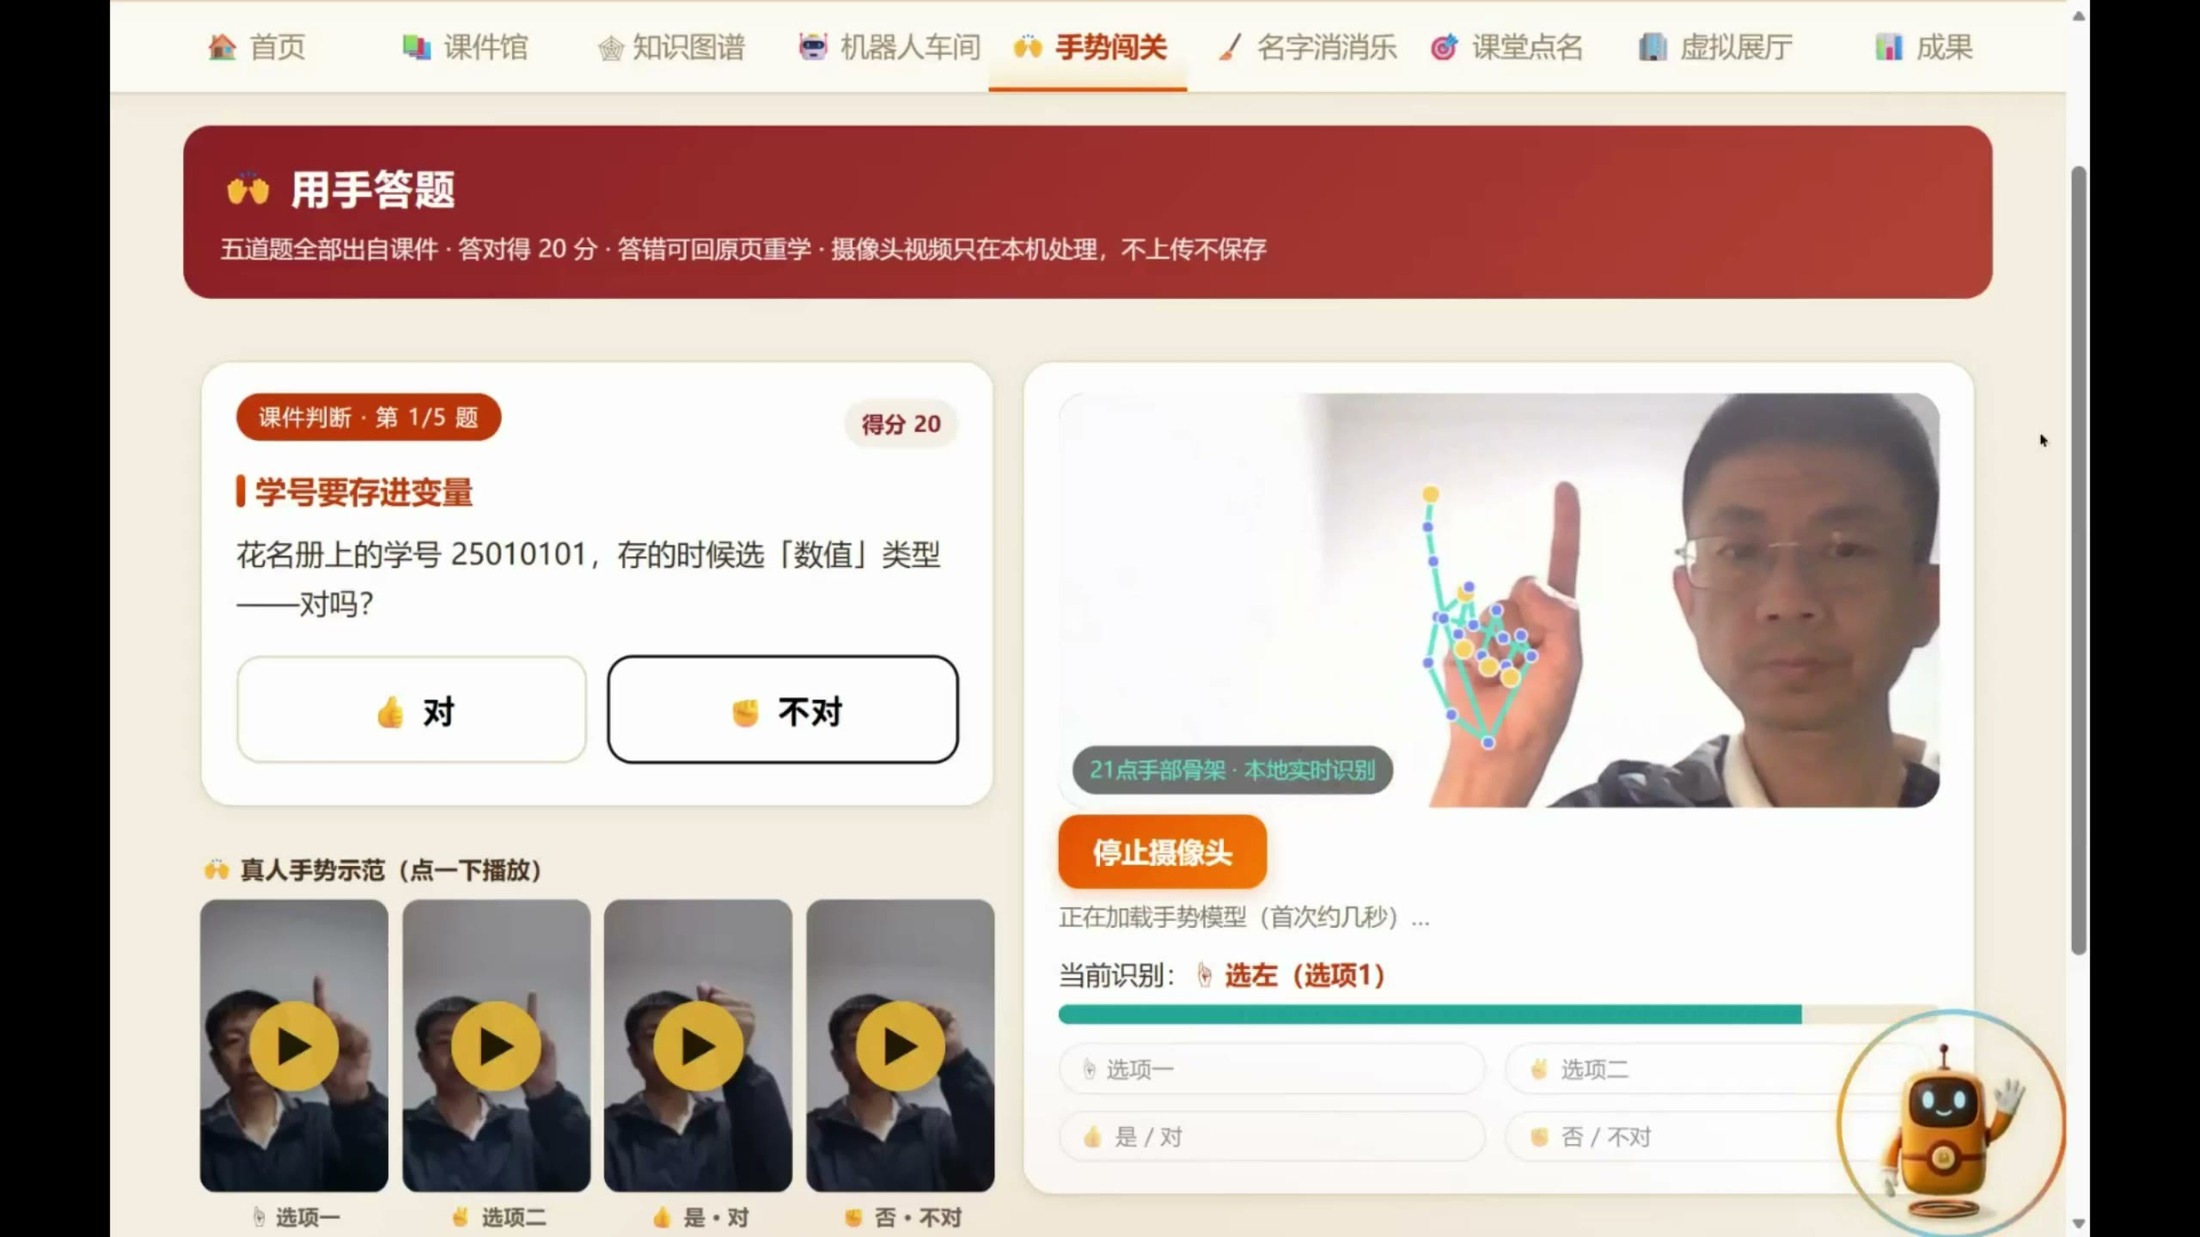 首页 课件馆 知识图谱 机器人车间 手势闯关 名字消消乐 课堂点名 虚拟展厅 成果
用手答题
五道题全部出自课件 · 答对得 20 分 · 答错可回原页重学 · 摄像头视频只在本机处理，不上传不保存
课件判断 · 第 1/5 题
得分 20
学号要存进变量
花名册上的学号 25010101，存的时候选「数值」类型
——对吗？
对
不对
真人手势示范（点一下播放）
选项一
选项二
是・对
否・不对
21点手部骨架 · 本地实时识别
停止摄像头
正在加载手势模型（首次约几秒）…
当前识别： 选左（选项1）
选项一
选项二
是 / 对
否 / 不对